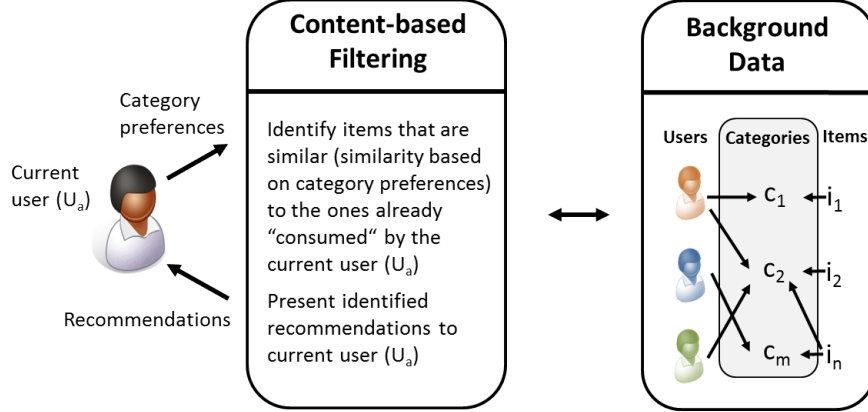 Content-based
Filtering
Category
preferences
Current
user (Ua)
Recommendations
Identify items that are
similar (similarity based
on category preferences)
to the ones already
“consumed“ by the
current user (Ua)
Present identified
recommendations to
current user (Ua)
Background
Data
Users Categories Items
c1 i1
c2 i2
cm in